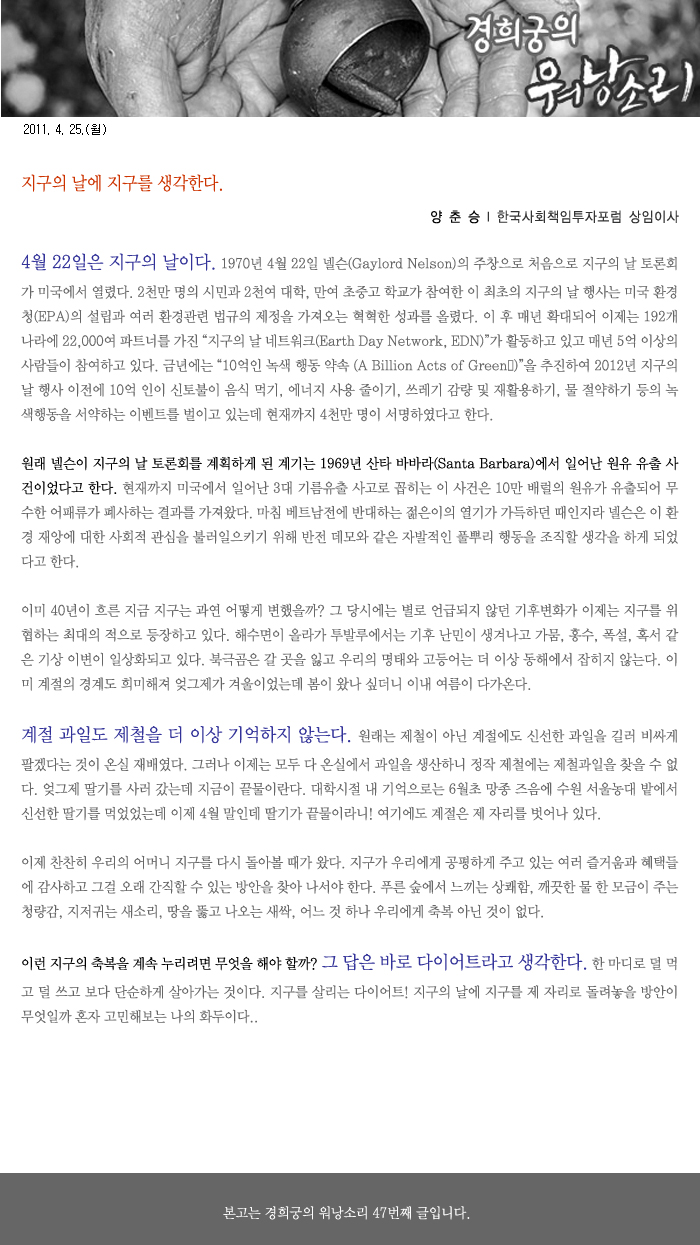 경희궁의
워낭소리
2011. 4. 25.(월)
지구의 날에 지구를 생각한다.
양 춘 승 l 한국사회책임투자포럼 상임이사
4월 22일은 지구의 날이다. 1970년 4월 22일 넬슨(Gaylord Nelson)의 주창으로 처음으로 지구의 날 토론회
가 미국에서 열렸다. 2천만 명의 시민과 2천여 대학, 만여 초중고 학교가 참여한 이 최초의 지구의 날 행사는 미국 환경
청(EPA)의 설립과 여러 환경관련 법규의 제정을 가져오는 혁혁한 성과를 올렸다. 이 후 매년 확대되어 이제는 192개
나라에 22,000여 파트너를 가진 “지구의 날 네트워크(Earth Day Network, EDN)”가 활동하고 있고 매년 5억 이상의
사람들이 참여하고 있다. 금년에는 “10억인 녹색 행동 약속 (A Billion Acts of Green▯)”을 추진하여 2012년 지구의
날 행사 이전에 10억 인이 신토불이 음식 먹기, 에너지 사용 줄이기, 쓰레기 감량 및 재활용하기, 물 절약하기 등의 녹
색행동을 서약하는 이벤트를 벌이고 있는데 현재까지 4천만 명이 서명하였다고 한다.
원래 넬슨이 지구의 날 토론회를 계획하게 된 계기는 1969년 산타 바바라(Santa Barbara)에서 일어난 원유 유출 사
건이었다고 한다. 현재까지 미국에서 일어난 3대 기름유출 사고로 꼽히는 이 사건은 10만 배럴의 원유가 유출되어 무
수한 어패류가 폐사하는 결과를 가져왔다. 마침 베트남전에 반대하는 젊은이의 열기가 가득하던 때인지라 넬슨은 이 환
경 재앙에 대한 사회적 관심을 불러일으키기 위해 반전 데모와 같은 자발적인 풀뿌리 행동을 조직할 생각을 하게 되었
다고 한다.
이미 40년이 흐른 지금 지구는 과연 어떻게 변했을까? 그 당시에는 별로 언급되지 않던 기후변화가 이제는 지구를 위
협하는 최대의 적으로 등장하고 있다. 해수면이 올라가 투발루에서는 기후 난민이 생겨나고 가뭄, 홍수, 폭설, 혹서 같
은 기상 이변이 일상화되고 있다. 북극곰은 갈 곳을 잃고 우리의 명태와 고등어는 더 이상 동해에서 잡히지 않는다. 이
미 계절의 경계도 희미해져 엊그제가 겨울이었는데 봄이 왔나 싶더니 이내 여름이 다가온다.
계절 과일도 제철을 더 이상 기억하지 않는다. 원래는 제철이 아닌 계절에도 신선한 과일을 길러 비싸게
팔겠다는 것이 온실 재배였다. 그러나 이제는 모두 다 온실에서 과일을 생산하니 정작 제철에는 제철과일을 찾을 수 없
다. 엊그제 딸기를 사러 갔는데 지금이 끝물이란다. 대학시절 내 기억으로는 6월초 망종 즈음에 수원 서울농대 밭에서
신선한 딸기를 먹었었는데 이제 4월 말인데 딸기가 끝물이라니! 여기에도 계절은 제 자리를 벗어나 있다.
이제 찬찬히 우리의 어머니 지구를 다시 돌아볼 때가 왔다. 지구가 우리에게 공평하게 주고 있는 여러 즐거움과 혜택들
에 감사하고 그걸 오래 간직할 수 있는 방안을 찾아 나서야 한다. 푸른 숲에서 느끼는 상쾌함, 깨끗한 물 한 모금이 주는
청량감, 지저귀는 새소리, 땅을 뚫고 나오는 새싹, 어느 것 하나 우리에게 축복 아닌 것이 없다.
이런 지구의 축복을 계속 누리려면 무엇을 해야 할까? 그 답은 바로 다이어트라고 생각한다. 한 마디로 덜 먹
고 덜 쓰고 보다 단순하게 살아가는 것이다. 지구를 살리는 다이어트! 지구의 날에 지구를 제 자리로 돌려놓을 방안이
무엇일까 혼자 고민해보는 나의 화두이다..
본고는 경희궁의 워낭소리 47번째 글입니다.